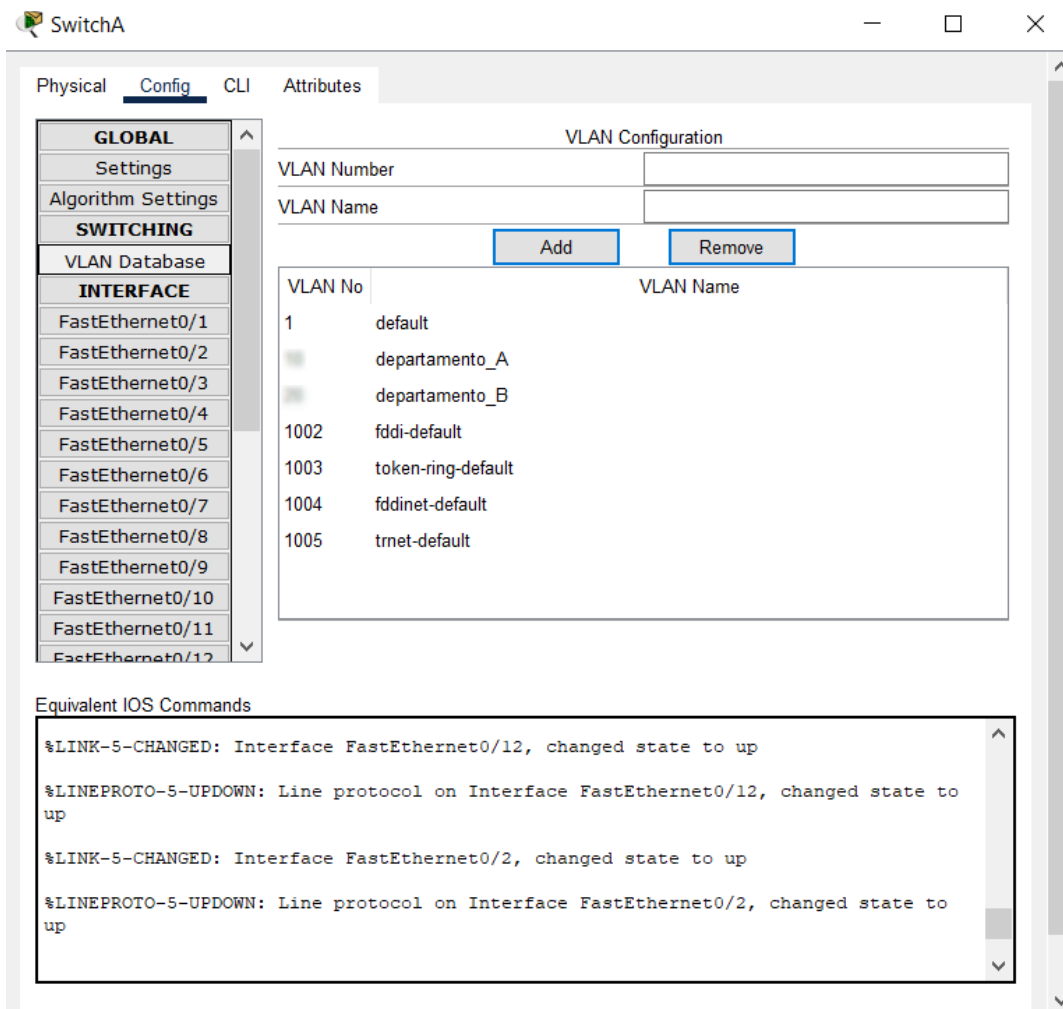 SwitchA
Physical Config CLI Attributes
GLOBAL
Settings
Algorithm Settings
SWITCHING
VLAN Database
INTERFACE
FastEthernet0/1
FastEthernet0/2
FastEthernet0/3
FastEthernet0/4
FastEthernet0/5
FastEthernet0/6
FastEthernet0/7
FastEthernet0/8
FastEthernet0/9
FastEthernet0/10
FastEthernet0/11
FastEthernet0/12
VLAN Configuration
VLAN Number
VLAN Name
Add Remove
VLAN No VLAN Name
1 default
departamento_A
departamento_B
1002 fddi-default
1003 token-ring-default
1004 fddinet-default
1005 trnet-default
Equivalent IOS Commands
%LINK-5-CHANGED: Interface FastEthernet0/12, changed state to up
%LINEPROTO-5-UPDOWN: Line protocol on Interface FastEthernet0/12, changed state to
up
%LINK-5-CHANGED: Interface FastEthernet0/2, changed state to up
%LINEPROTO-5-UPDOWN: Line protocol on Interface FastEthernet0/2, changed state to
up